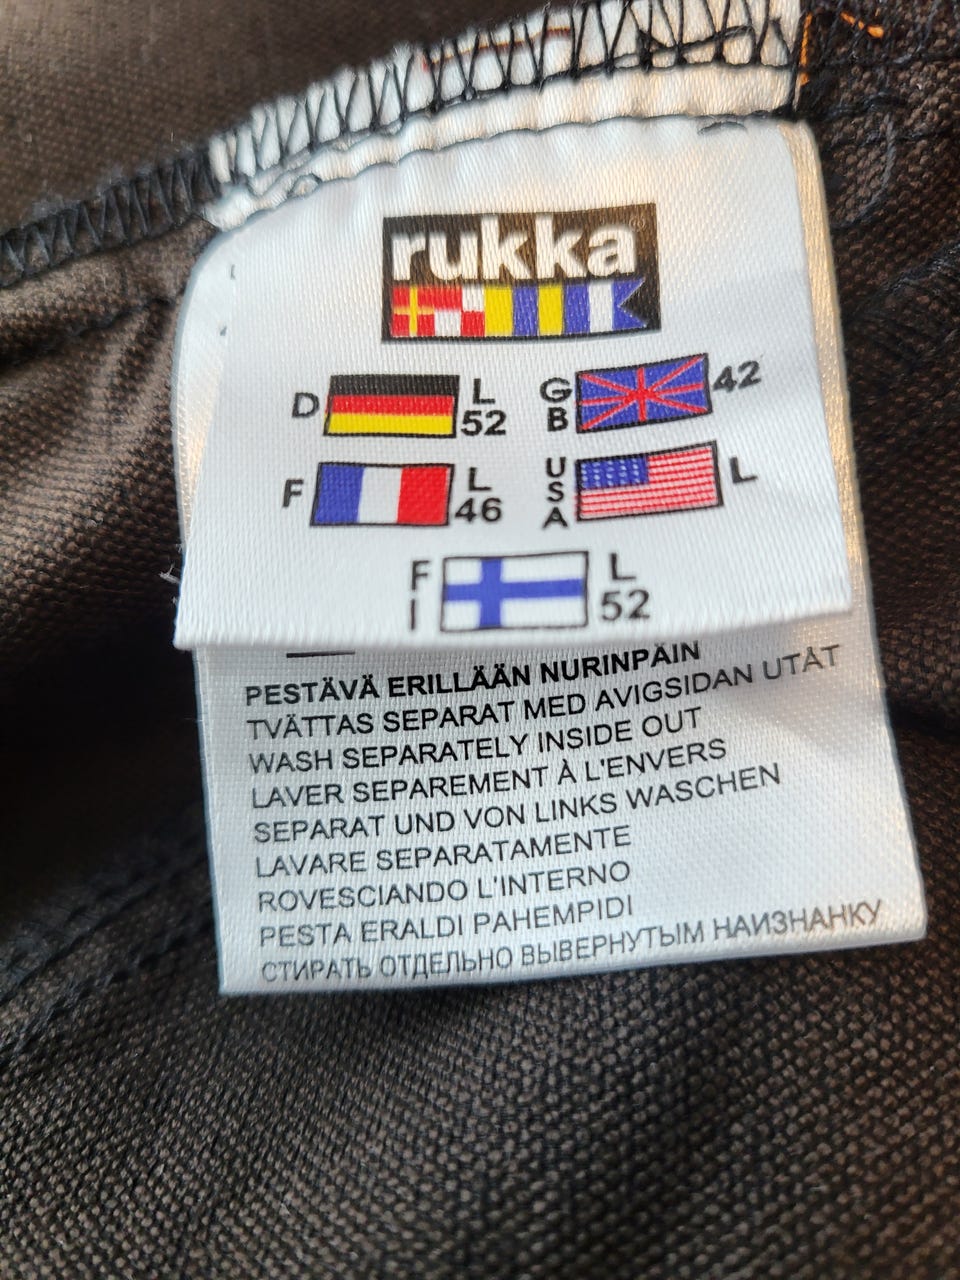 rukka
D L 52
GB 42
F L 46
USA L
FI L 52
PESTÄVÄ ERILLÄÄN NURINPÄIN
TVÄTTAS SEPARAT MED AVIGSIDAN UTÅT
WASH SEPARATELY INSIDE OUT
LAVER SEPAREMENT À L'ENVERS
SEPARAT UND VON LINKS WASCHEN
LAVARE SEPARATAMENTE
ROVESCIANDO L'INTERNO
PESTA ERALDI PAHEMPIDI
СТИРАТЬ ОТДЕЛЬНО ВЫВЕРНУТЫМ НАИЗНАНКУ